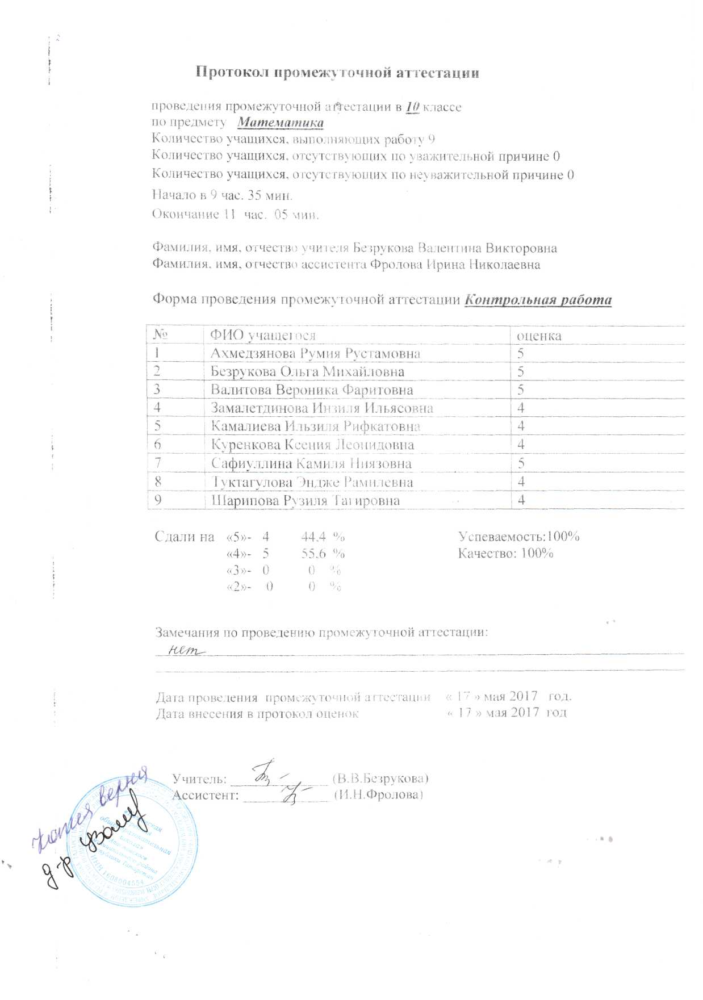 Протокол промежуточной аттестации
проведения промежуточной аттестации в 10 классе
по предмету Математика
Количество учащихся, выполняющих работу 9
Количество учащихся, отсутствующих по уважительной причине 0
Количество учащихся, отсутствующих по неуважительной причине 0
Начало в 9 час. 35 мин.
Окончание 11 час. 05 мин.
Фамилия, имя, отчество учителя Безрукова Валентина Викторовна
Фамилия, имя, отчество ассистента Фролова Ирина Николаевна
Форма проведения промежуточной аттестации Контрольная работа
№ ФИО учащегося оценка
1 Ахмедзянова Румия Рустамовна 5
2 Безрукова Ольга Михайловна 5
3 Валитова Вероника Фаритовна 5
4 Замалетдинова Инзиля Ильясовна 4
5 Камалиева Ильзиля Рифкатовна 4
6 Куренкова Ксения Леонидовна 4
7 Сафиуллина Камиля Ниязовна 5
8 Туктагулова Эндже Рамилевна 4
9 Шарипова Рузиля Тагировна 4
Сдали на «5»- 4 44,4 % Успеваемость:100%
«4»- 5 55,6 % Качество: 100%
«3»- 0 0 %
«2»- 0 0 %
Замечания по проведению промежуточной аттестации:
нет
Дата проведения промежуточной аттестации « 17 » мая 2017 год.
Дата внесения в протокол оценок « 17 » мая 2017 год
Учитель: (В.В.Безрукова)
Ассистент: (И.Н.Фролова)
копия верна
д-р
ИНН 1608004554